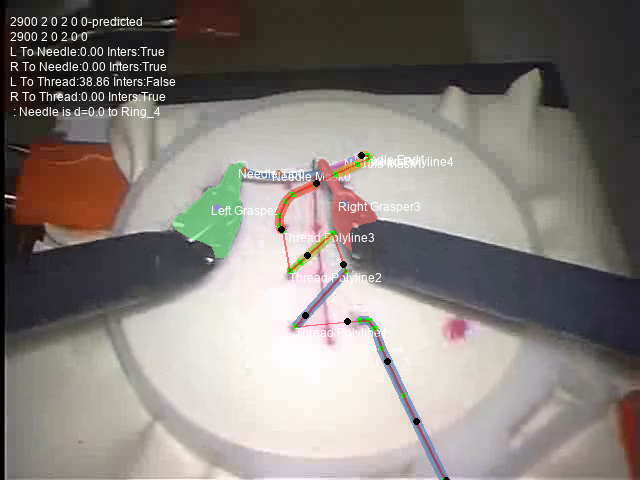 2900 2 0 2 0 0-predicted
2900 2 0 2 0 0
L To Needle:0.00 Inters:True
R To Needle:0.00 Inters:True
L To Thread:38.86 Inters:False
R To Thread:0.00 Inters:True
: Needle is d=0.0 to Ring_4
Left Grasper
Right Grasper3
Thread Polyline3
Thread Polyline2